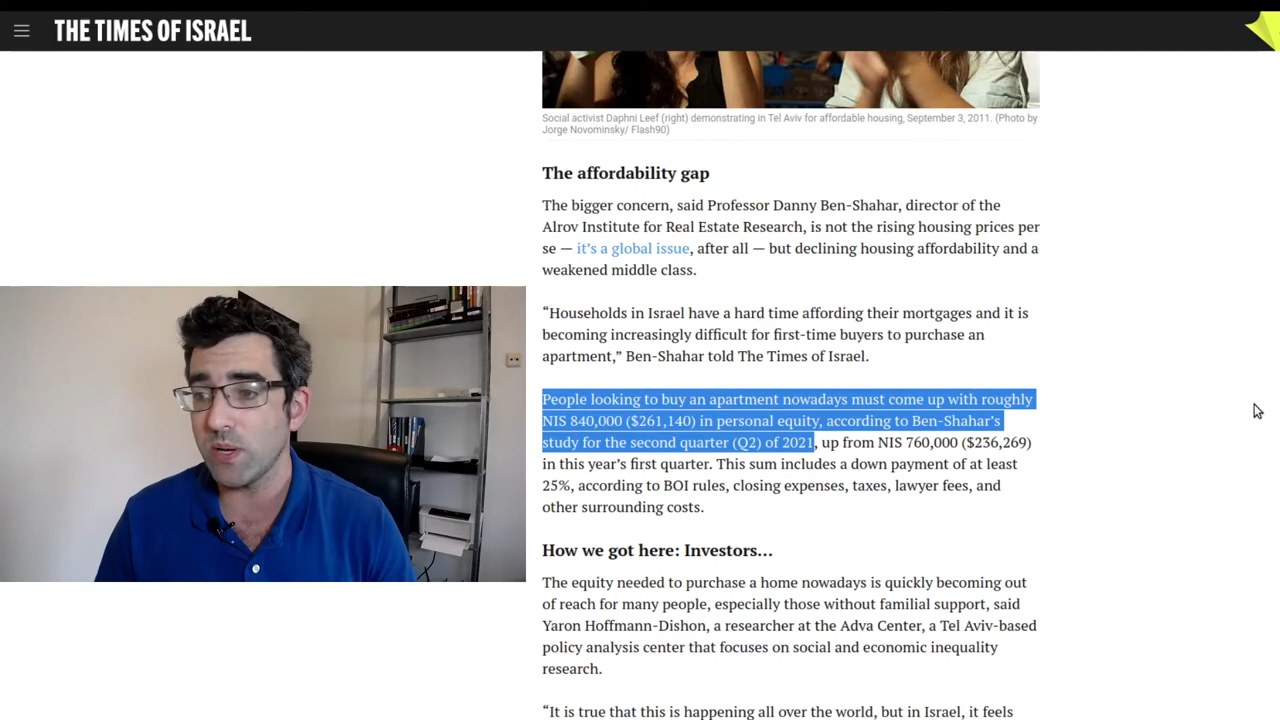 THE TIMES OF ISRAEL
Social activist Daphni Leef (right) demonstrating in Tel Aviv for affordable housing, September 3, 2011. (Photo by
Jorge Novominsky/ Flash90)
The affordability gap
The bigger concern, said Professor Danny Ben-Shahar, director of the
Alrov Institute for Real Estate Research, is not the rising housing prices per
se — it's a global issue, after all — but declining housing affordability and a
weakened middle class.
“Households in Israel have a hard time affording their mortgages and it is
becoming increasingly difficult for first-time buyers to purchase an
apartment,” Ben-Shahar told The Times of Israel.
People looking to buy an apartment nowadays must come up with roughly
NIS 840,000 ($261,140) in personal equity, according to Ben-Shahar’s
study for the second quarter (Q2) of 2021, up from NIS 760,000 ($236,269)
in this year’s first quarter. This sum includes a down payment of at least
25%, according to BOI rules, closing expenses, taxes, lawyer fees, and
other surrounding costs.
How we got here: Investors…
The equity needed to purchase a home nowadays is quickly becoming out
of reach for many people, especially those without familial support, said
Yaron Hoffmann-Dishon, a researcher at the Adva Center, a Tel Aviv-based
policy analysis center that focuses on social and economic inequality
research.
“It is true that this is happening all over the world, but in Israel, it feels